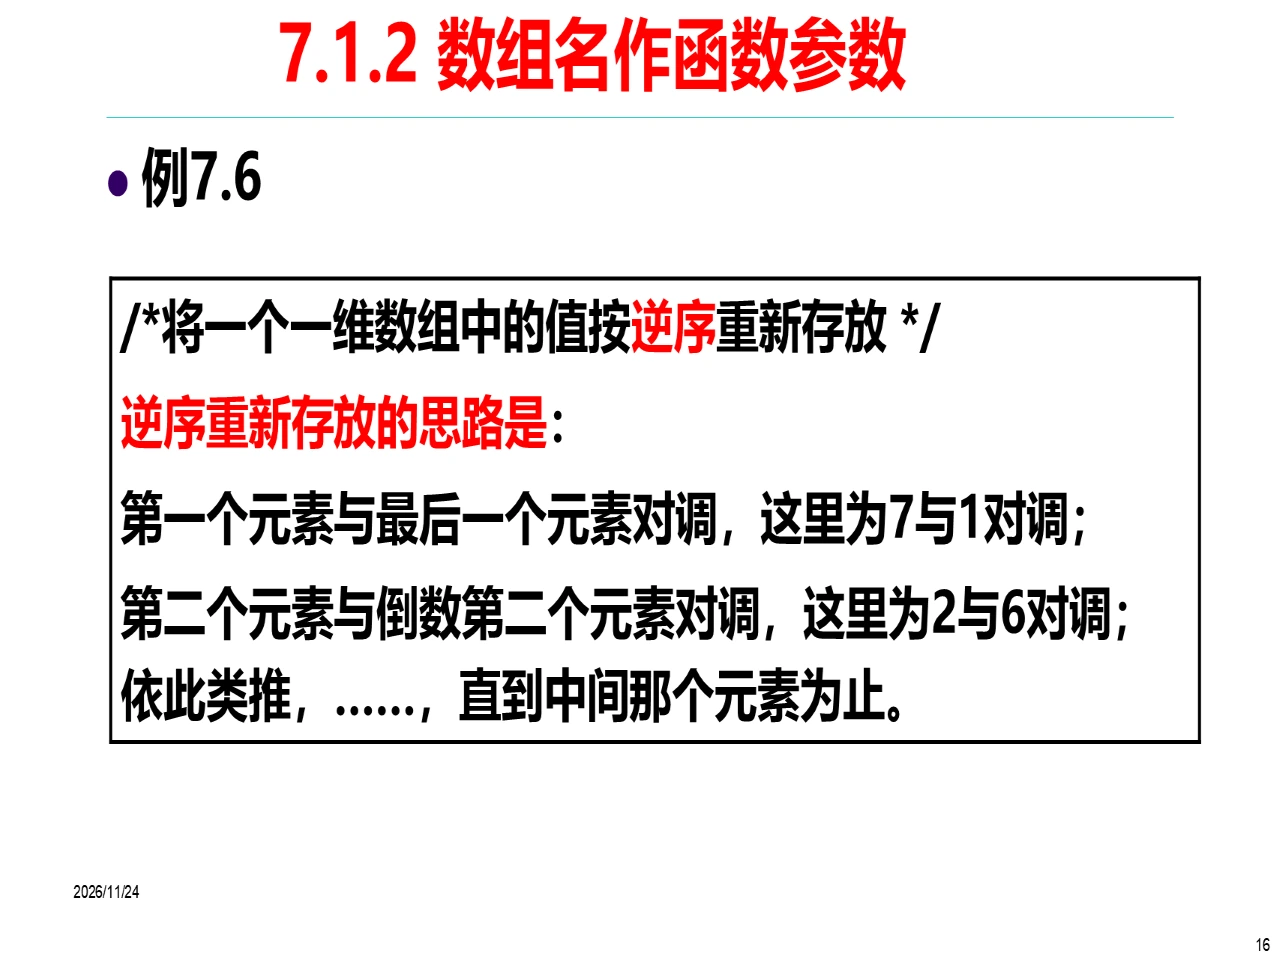 7.1.2 数组名作函数参数
例7.6
/*将一个一维数组中的值按逆序重新存放 */
逆序重新存放的思路是：
第一个元素与最后一个元素对调，这里为7与1对调；
第二个元素与倒数第二个元素对调，这里为2与6对调；
依此类推，……，直到中间那个元素为止。
2026/11/24
16